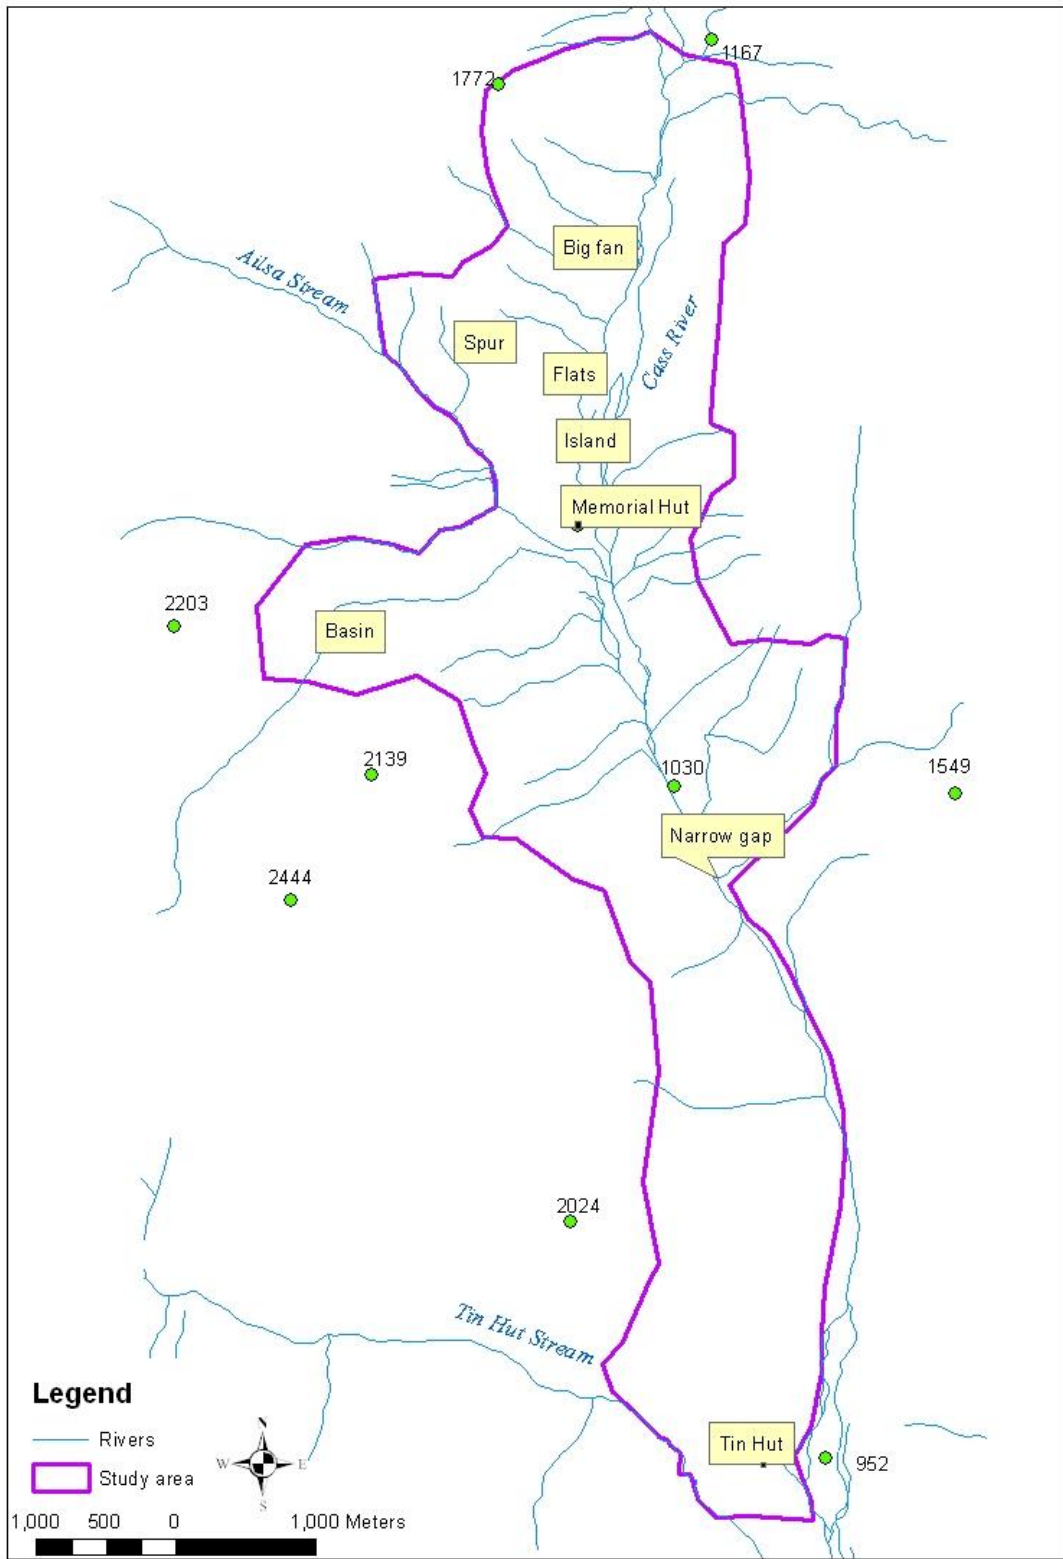 1167
1772
Big fan
Ailsa Stream
Cass River
Spur
Flats
Island
Memorial Hut
2203
Basin
2139
1030
1549
Narrow gap
2444
2024
Tin Hut Stream
Legend
Rivers
Study area
N
W
E
S
Tin Hut
952
1,000 500 0 1,000 Meters